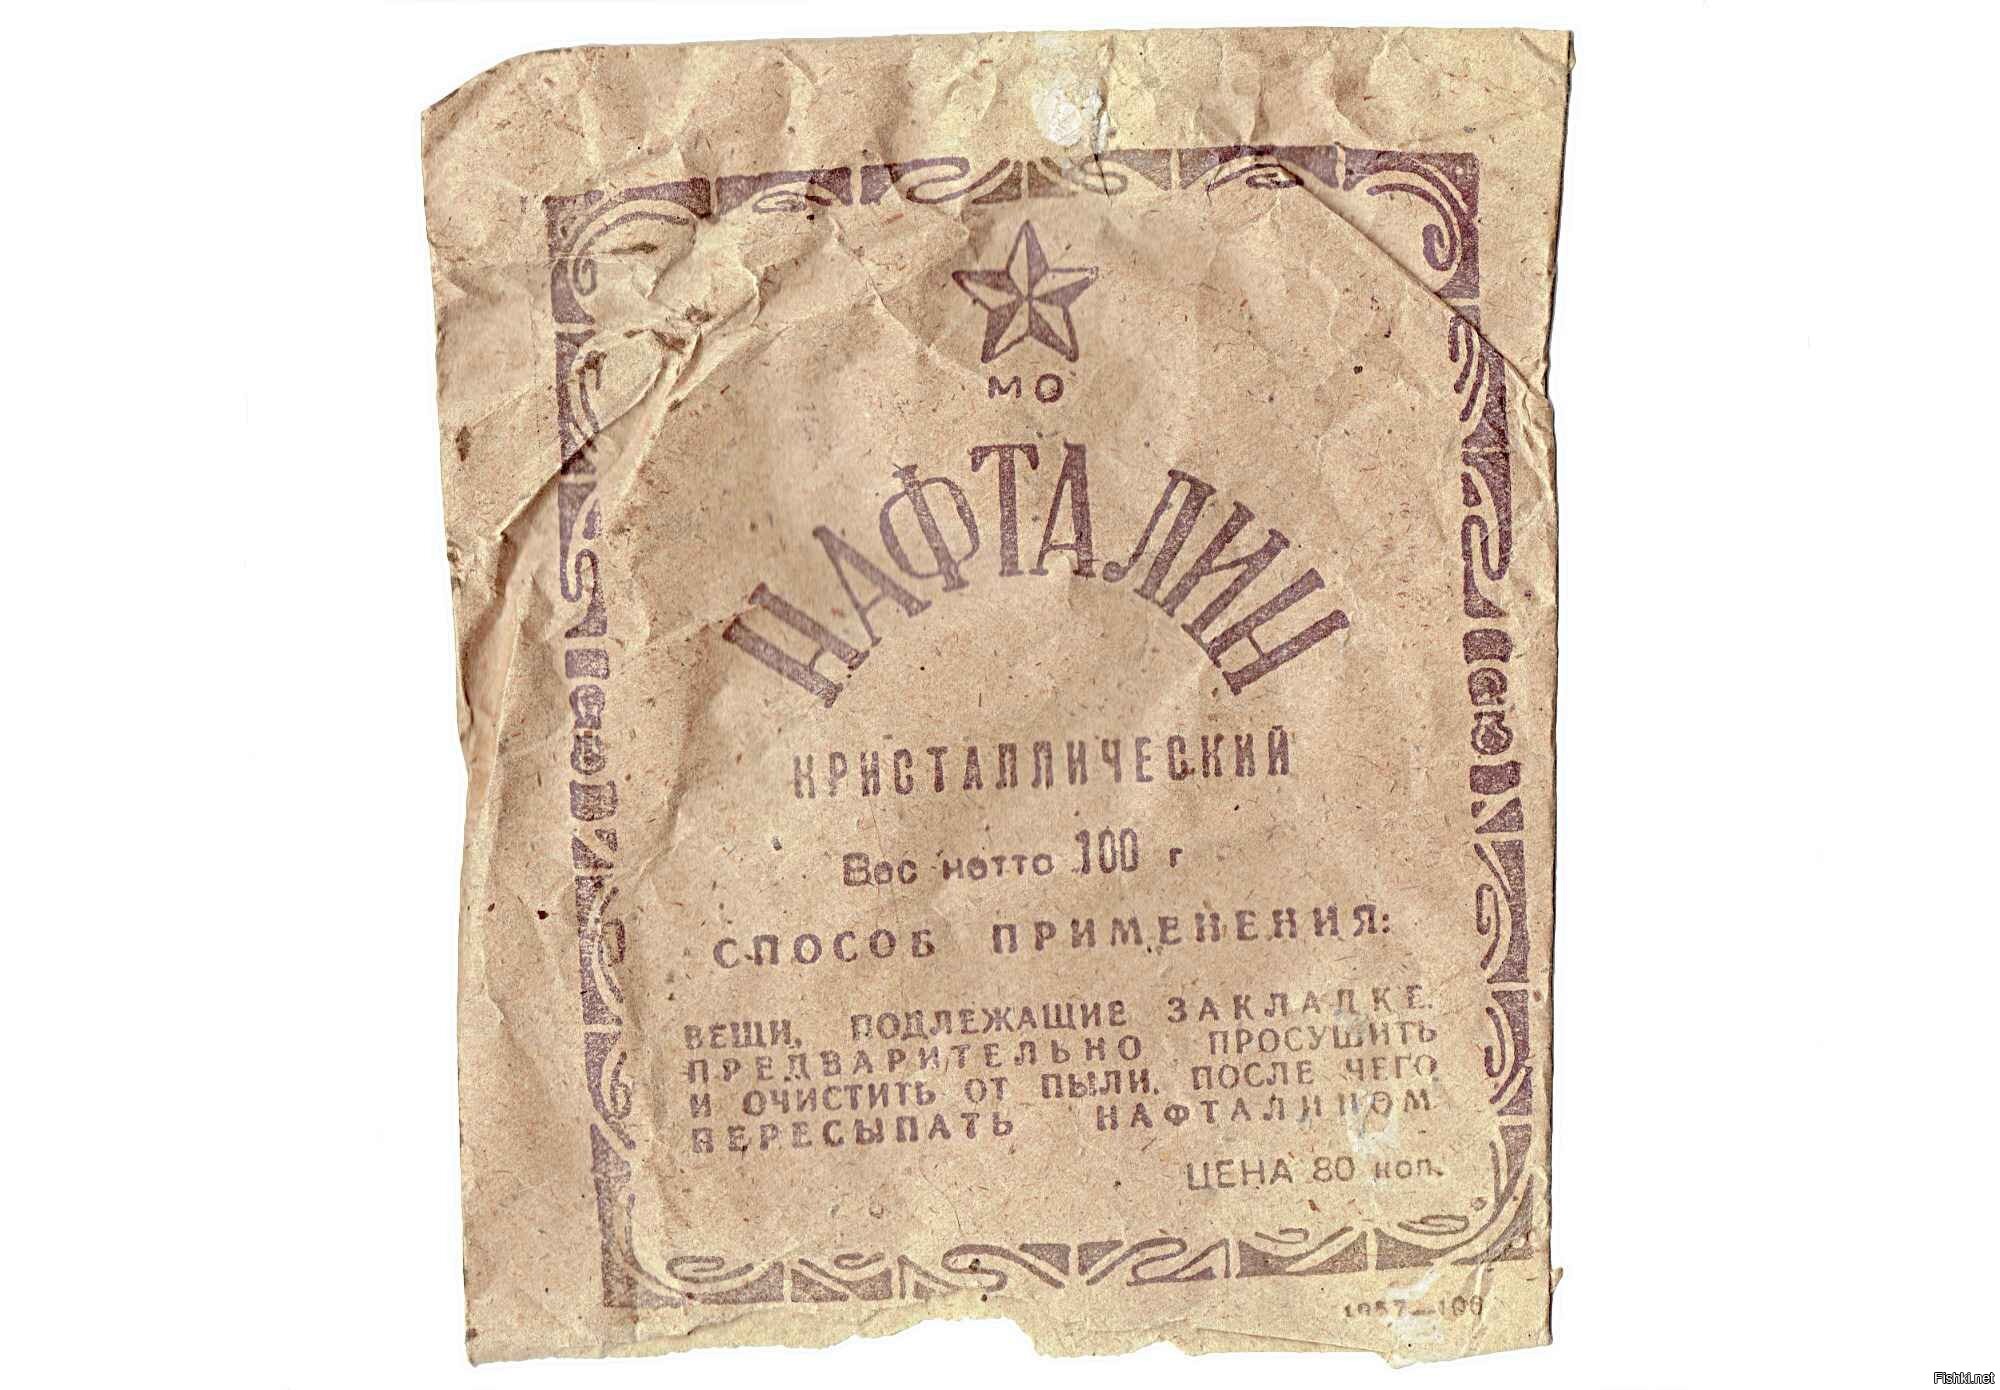 МО
НАФТАЛИН
КРИСТАЛЛИЧЕСКИЙ
Вес нетто 100 г
СПОСОБ ПРИМЕНЕНИЯ:
ВЕЩИ, ПОДЛЕЖАЩИЕ ЗАКЛАДКЕ,
ПРЕДВАРИТЕЛЬНО ПРОСУШИТЬ
И ОЧИСТИТЬ ОТ ПЫЛИ, ПОСЛЕ ЧЕГО
ПЕРЕСЫПАТЬ НАФТАЛИНОМ
ЦЕНА 80 коп.
Fishki.net